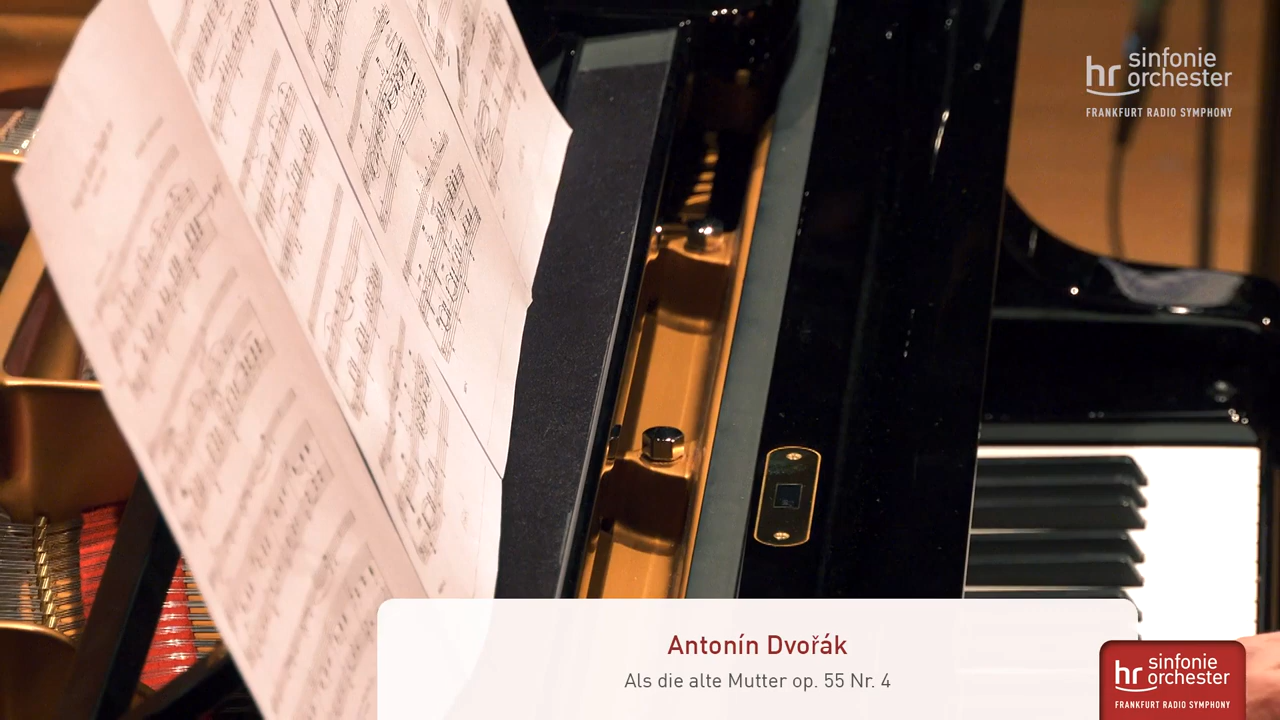 hr sinfonie
orchester
FRANKFURT RADIO SYMPHONY
Antonín Dvořák
Als die alte Mutter op. 55 Nr. 4
hr sinfonie
orchester
FRANKFURT RADIO SYMPHONY